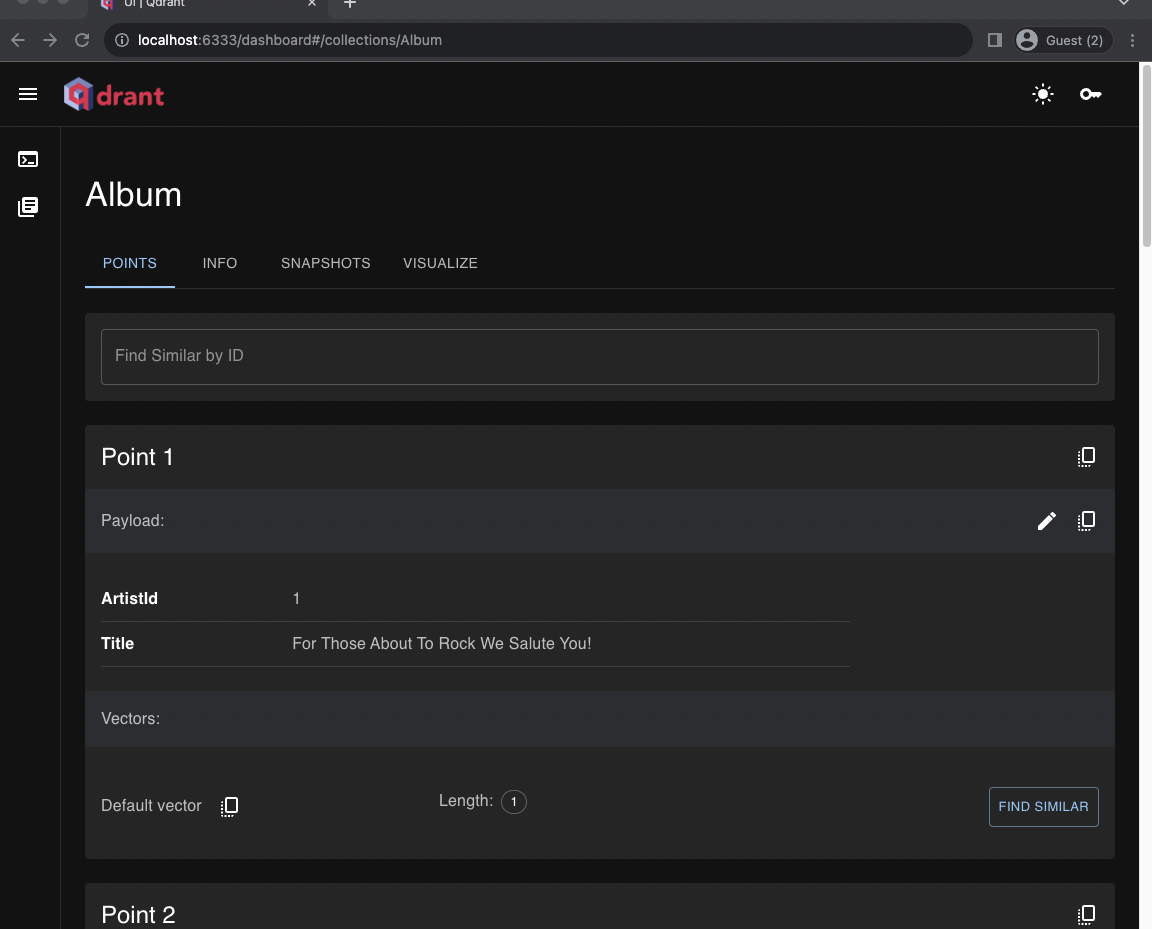 UI | Qdrant
localhost:6333/dashboard#/collections/Album
Guest (2)
qdrant
Album
POINTS INFO SNAPSHOTS VISUALIZE
Find Similar by ID
Point 1
Payload:
ArtistId 1
Title For Those About To Rock We Salute You!
Vectors:
Default vector Length: 1 FIND SIMILAR
Point 2